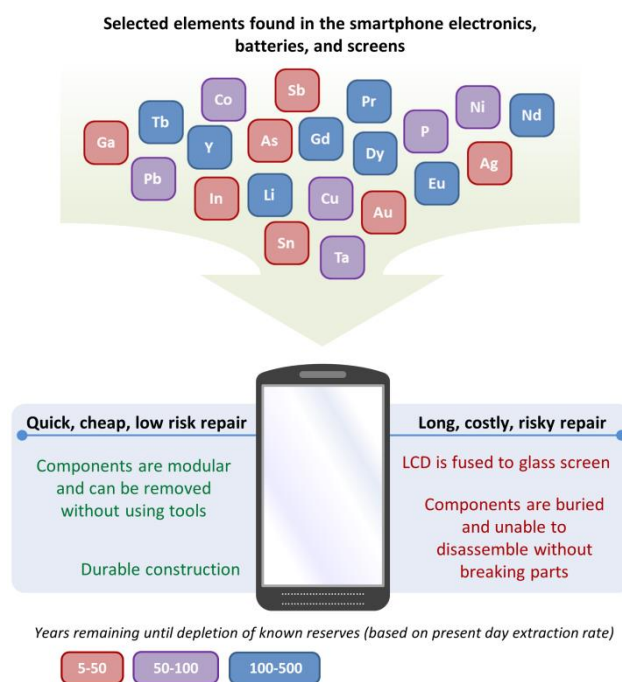 Selected elements found in the smartphone electronics,
batteries, and screens
Sb
Co
Pr
Ni
Nd
Tb
P
Ga
Y
As
Gd
Dy
Ag
Pb
Eu
In
Li
Cu
Au
Sn
Ta
Quick, cheap, low risk repair
Components are modular
and can be removed
without using tools
Durable construction
Long, costly, risky repair
LCD is fused to glass screen
Components are buried
and unable to
disassemble without
breaking parts
Years remaining until depletion of known reserves (based on present day extraction rate)
5-50
50-100
100-500